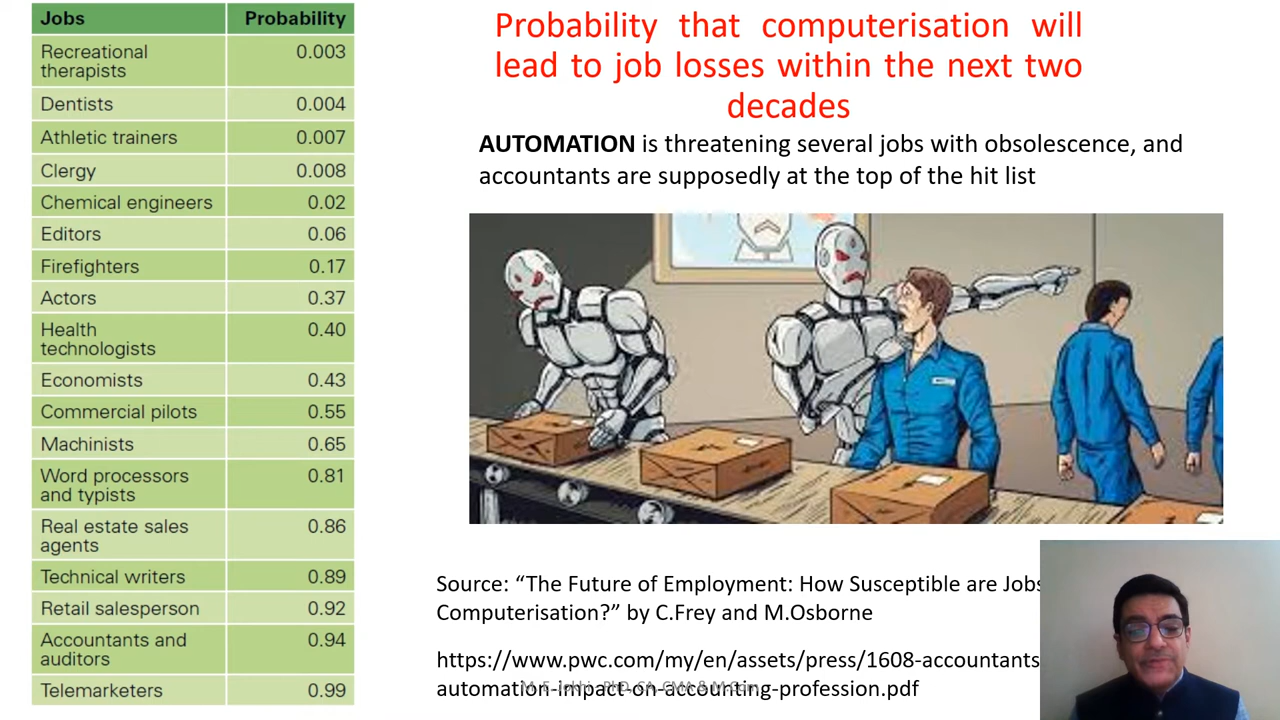 Jobs Probability
Recreational therapists 0.003
Dentists 0.004
Athletic trainers 0.007
Clergy 0.008
Chemical engineers 0.02
Editors 0.06
Firefighters 0.17
Actors 0.37
Health technologists 0.40
Economists 0.43
Commercial pilots 0.55
Machinists 0.65
Word processors and typists 0.81
Real estate sales agents 0.86
Technical writers 0.89
Retail salesperson 0.92
Accountants and auditors 0.94
Telemarketers 0.99
Probability that computerisation will
lead to job losses within the next two
decades
AUTOMATION is threatening several jobs with obsolescence, and
accountants are supposedly at the top of the hit list
Source: “The Future of Employment: How Susceptible are Jobs
Computerisation?” by C.Frey and M.Osborne
https://www.pwc.com/my/en/assets/press/1608-accountants
automation-impact-on-accounting-profession.pdf
PhD, CA, CMA & M.Com